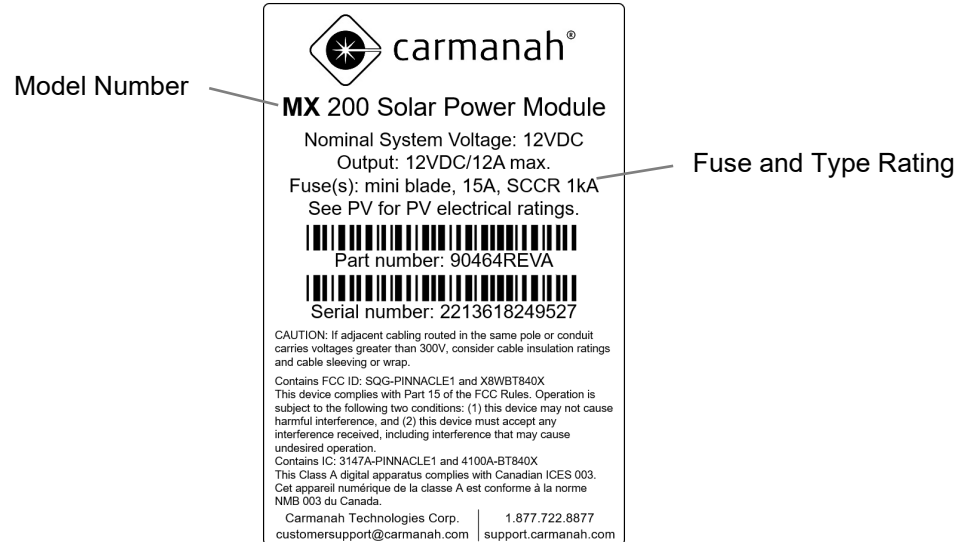 carmanah®
Model Number
MX 200 Solar Power Module
Nominal System Voltage: 12VDC
Output: 12VDC/12A max.
Fuse and Type Rating
Fuse(s): mini blade, 15A, SCCR 1kA
See PV for PV electrical ratings.
Part number: 90464REVA
Serial number: 2213618249527
CAUTION: If adjacent cabling routed in the same pole or conduit
carries voltages greater than 300V, consider cable insulation ratings
and cable sleeving or wrap.
Contains FCC ID: SQG-PINNACLE1 and X8WBT840X
This device complies with Part 15 of the FCC Rules. Operation is
subject to the following two conditions: (1) this device may not cause
harmful interference, and (2) this device must accept any
interference received, including interference that may cause
undesired operation.
Contains IC: 3147A-PINNACLE1 and 4100A-BT840X
This Class A digital apparatus complies with Canadian ICES 003.
Cet appareil numérique de la classe A est conforme à la norme
NMB 003 du Canada.
Carmanah Technologies Corp.
customersupport@carmanah.com
1.877.722.8877
support.carmanah.com